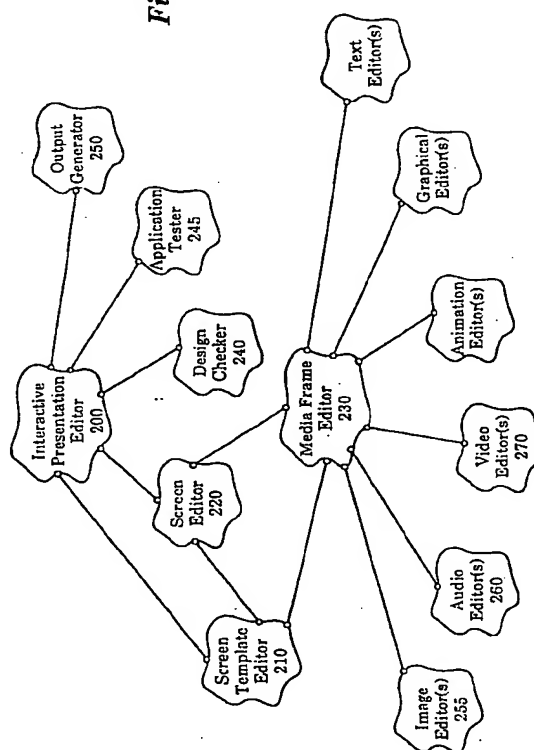 Fi
Interactive
Presentation
Editor
200
Output
Generator
250
Application
Tester
245
Design
Checker
240
Screen
Editor
220
Screen
Template
Editor
210
Media Frame
Editor
230
Text
Editor(s)
Graphical
Editor(s)
Animation
Editor(s)
Video
Editor(s)
270
Audio
Editor(s)
260
Image
Editor(s)
255